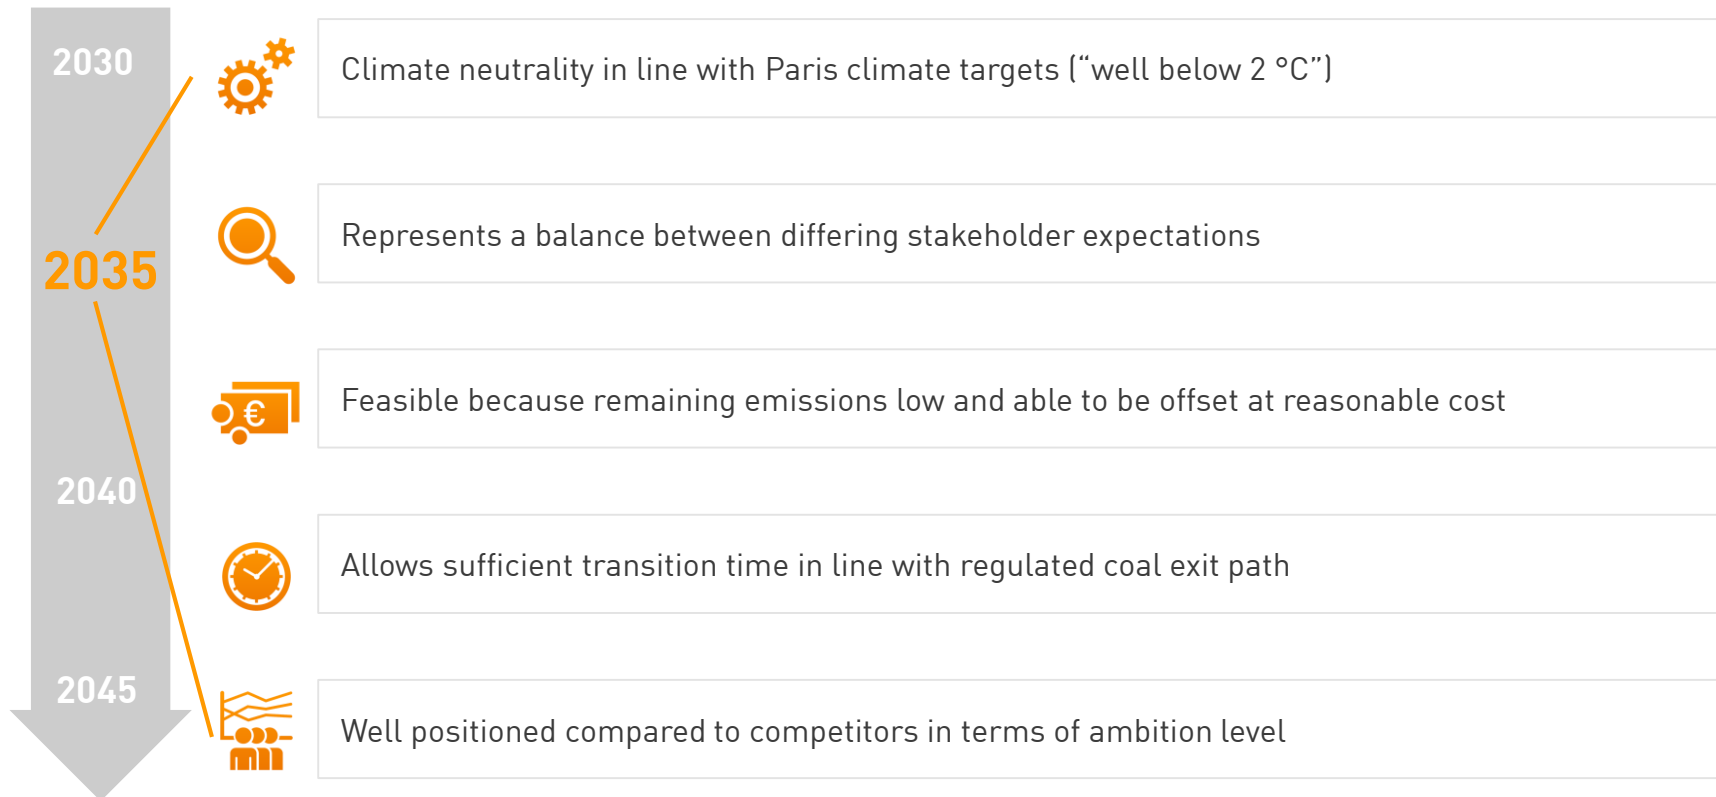 2030
Climate neutrality in line with Paris climate targets (“well below 2 °C”)
Represents a balance between differing stakeholder expectations
2035
€
Feasible because remaining emissions low and able to be offset at reasonable cost
2040
Allows sufficient transition time in line with regulated coal exit path
2045
Well positioned compared to competitors in terms of ambition level